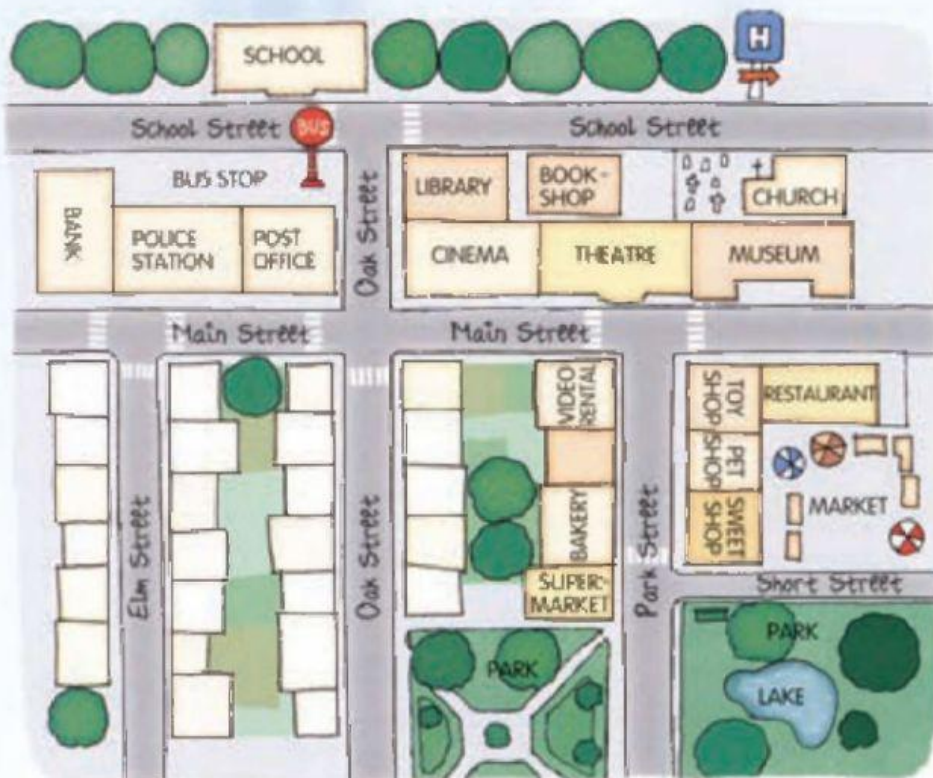 H
SCHOOL
School Street
BUS
School Street
BUS STOP
BANK
POLICE
STATION
POST
OFFICE
Oak Street
LIBRARY
BOOK-
SHOP
CHURCH
CINEMA
THEATRE
MUSEUM
Main Street
Main Street
VIDEO
RENTAL
TOY
SHOP
RESTAURANT
PET
SHOP
SWEET
SHOP
MARKET
BAKERY
SUPER-
MARKET
Elm Street
Oak Street
Park Street
Short Street
PARK
PARK
LAKE